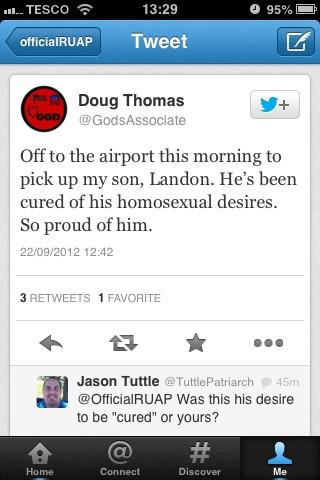 TESCO 13:29 95%
officialRUAP Tweet
Doug Thomas
@GodsAssociate
Off to the airport this morning to
pick up my son, Landon. He's been
cured of his homosexual desires.
So proud of him.
22/09/2012 12:42
3 RETWEETS 1 FAVORITE
Jason Tuttle @TuttlePatriarch 45m
@OfficialRUAP Was this his desire
to be "cured" or yours?
Home Connect Discover Me